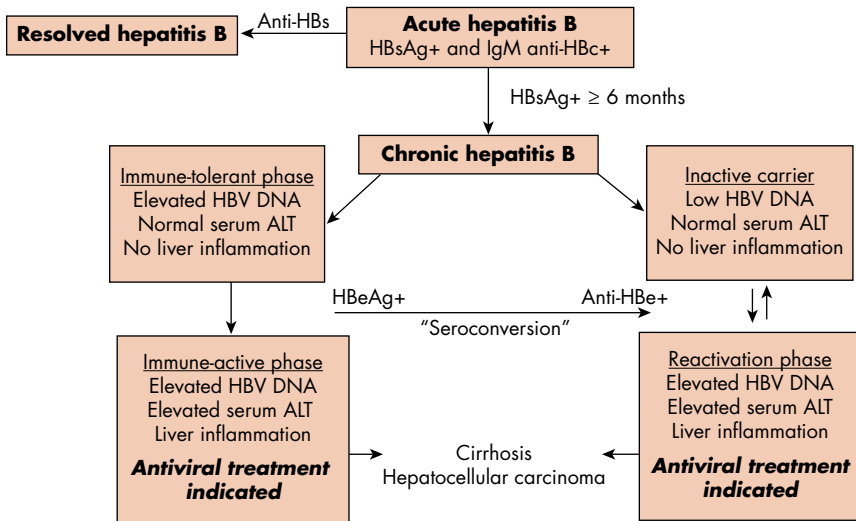 Resolved hepatitis B
Anti-HBs
Acute hepatitis B
HBsAg+ and IgM anti-HBc+
HBsAg+ ≥ 6 months
Chronic hepatitis B
Immune-tolerant phase
Elevated HBV DNA
Normal serum ALT
No liver inflammation
Inactive carrier
Low HBV DNA
Normal serum ALT
No liver inflammation
HBeAg+
Anti-HBe+
“Seroconversion”
Immune-active phase
Elevated HBV DNA
Elevated serum ALT
Liver inflammation
Antiviral treatment
indicated
Cirrhosis
Hepatocellular carcinoma
Reactivation phase
Elevated HBV DNA
Elevated serum ALT
Liver inflammation
Antiviral treatment
indicated